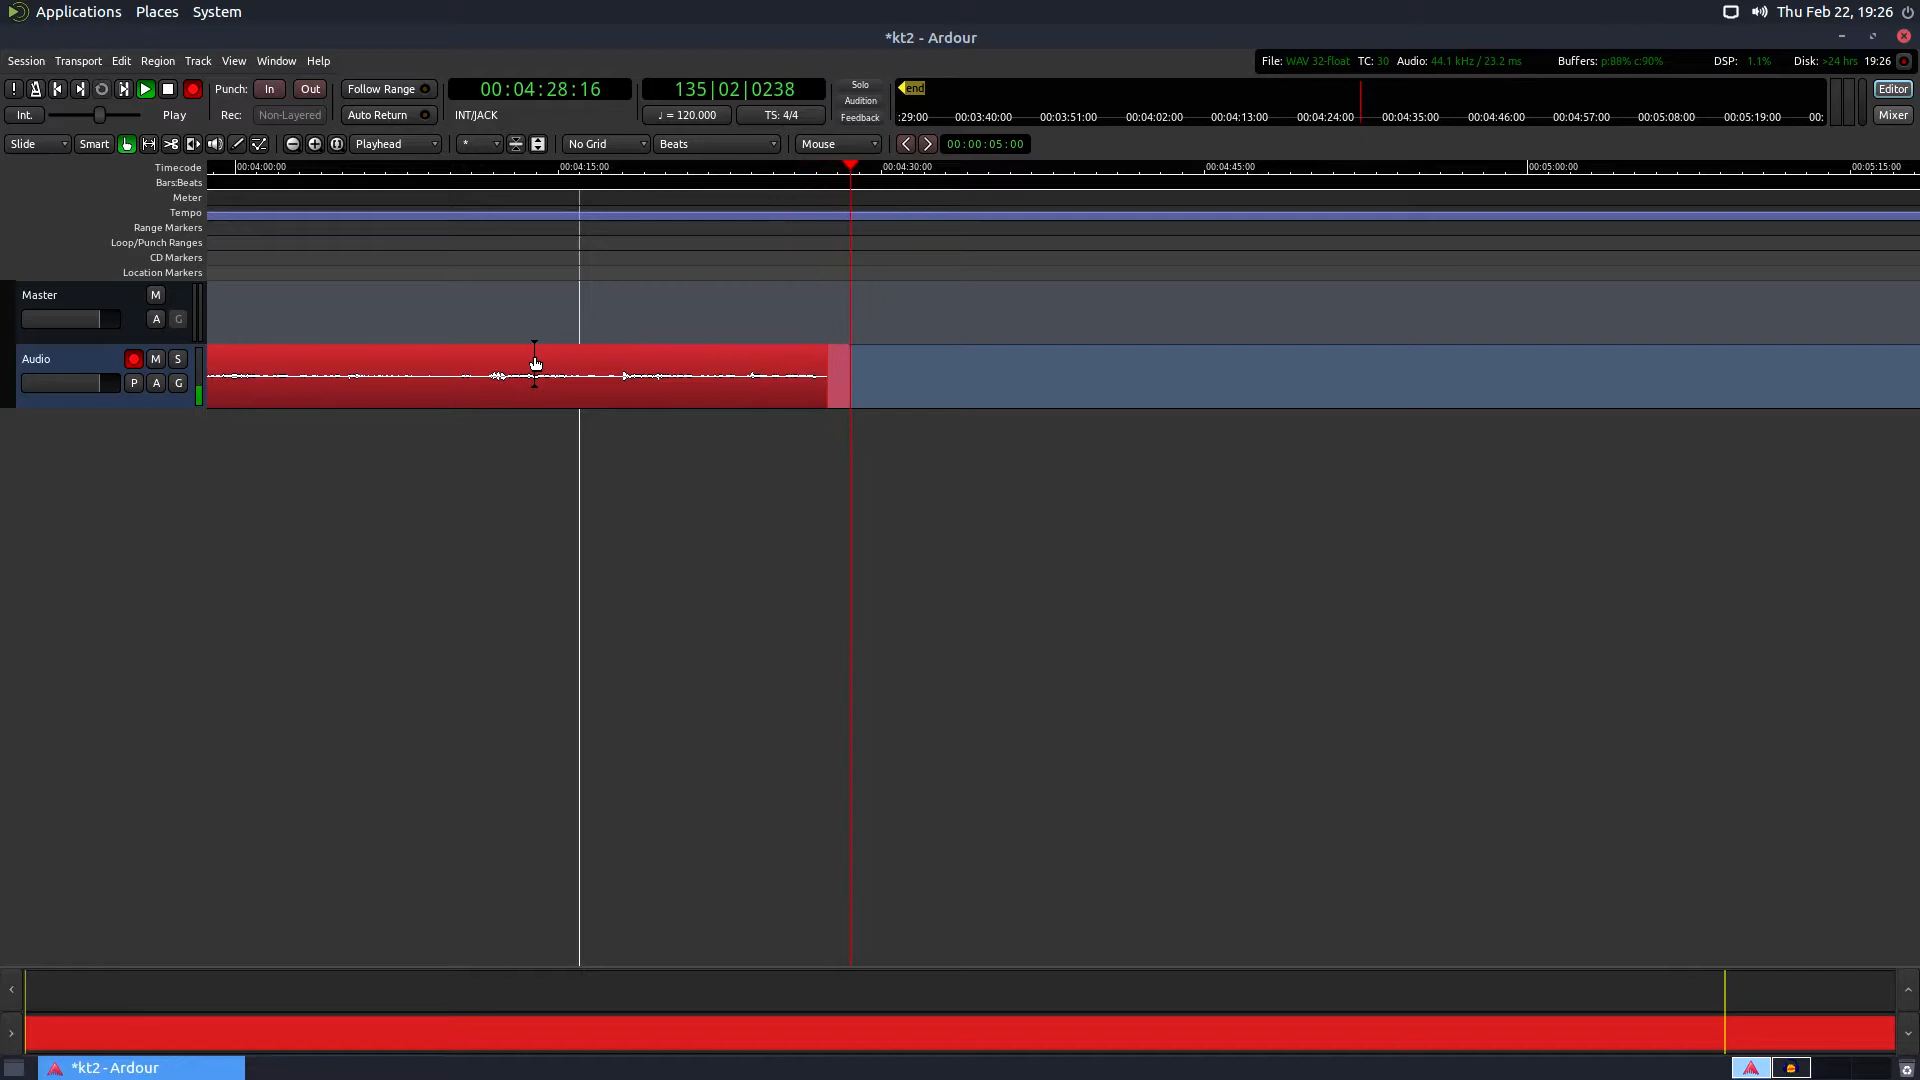 Applications Places System
Thu Feb 22, 19:26
*kt2 - Ardour
Session Transport Edit Region Track View Window Help
File: WAV 32-float TC: 30 Audio: 44.1 kHz / 23.2 ms Buffers: p:88% c:90% DSP: 1.1% Disk: >24 hrs 19:26
! Punch: In Out Follow Range 00:04:28:16 135|02|0238 Solo end Editor
Audition
Int. Play Rec: Non-Layered Auto Return INT/JACK ♩ = 120.000 TS: 4/4 Feedback :29:00 00:03:40:00 00:03:51:00 00:04:02:00 00:04:13:00 00:04:24:00 00:04:35:00 00:04:46:00 00:04:57:00 00:05:08:00 00:05:19:00 00: Mixer
Slide Smart Playhead * No Grid Beats Mouse 00:00:05:00
Timecode 00:04:00:00 00:04:15:00 00:04:30:00 00:04:45:00 00:05:00:00 00:05:15:00
Bars:Beats
Meter
Tempo
Range Markers
Loop/Punch Ranges
CD Markers
Location Markers
Master M
A G
Audio M S
P A G
*kt2 - Ardour